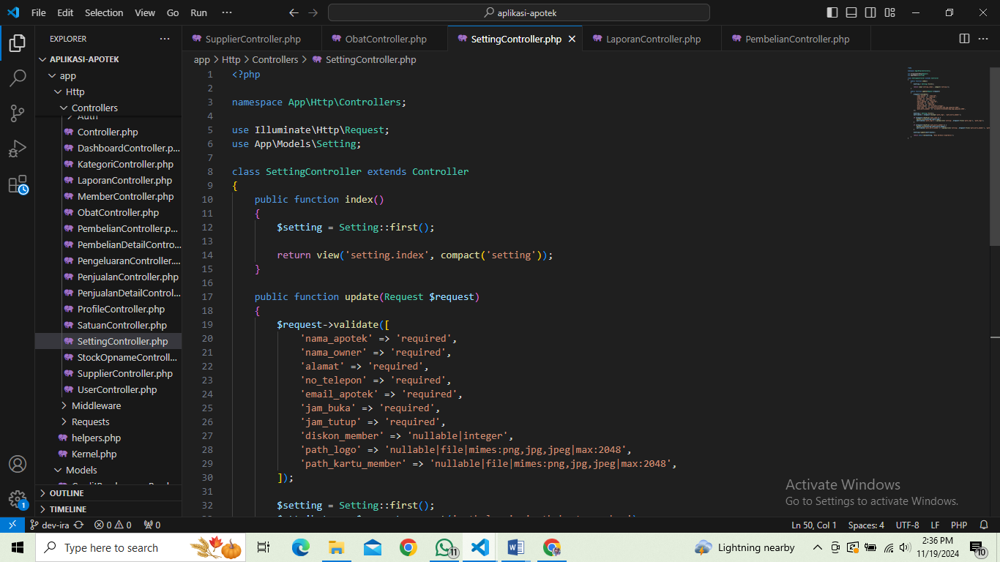 File Edit Selection View Go Run ··· aplikasi-apotek
EXPLORER ···
SupplierController.php ObatController.php SettingController.php LaporanController.php PembelianController.php
app > Http > Controllers > SettingController.php
APLIKASI-APOTEK
app
Http
Controllers
Auth
Controller.php
DashboardController.p...
KategoriController.php
LaporanController.php
MemberController.php
ObatController.php
PembelianController.p...
PembelianDetailContro...
PengeluaranController....
PenjualanController.php
PenjualanDetailControl...
ProfileController.php
SatuanController.php
SettingController.php
StockOpnameControll...
SupplierController.php
UserController.php
Middleware
Requests
helpers.php
Kernel.php
Models
OUTLINE
TIMELINE
1 <?php
2
3 namespace App\Http\Controllers;
4
5 use Illuminate\Http\Request;
6 use App\Models\Setting;
7
8 class SettingController extends Controller
9 {
10 public function index()
11 {
12 $setting = Setting::first();
13
14 return view('setting.index', compact('setting'));
15 }
16
17 public function update(Request $request)
18 {
19 $request->validate([
20 'nama_apotek' => 'required',
21 'nama_owner' => 'required',
22 'alamat' => 'required',
23 'no_telepon' => 'required',
24 'email_apotek' => 'required',
25 'jam_buka' => 'required',
26 'jam_tutup' => 'required',
27 'diskon_member' => 'nullable|integer',
28 'path_logo' => 'nullable|file|mimes:png,jpg,jpeg|max:2048',
29 'path_kartu_member' => 'nullable|file|mimes:png,jpg,jpeg|max:2048',
30 ]);
31
32 $setting = Setting::first();
Activate Windows
Go to Settings to activate Windows.
1
dev-ira 0 0 0 Ln 50, Col 1 Spaces: 4 UTF-8 LF PHP
Type here to search 11 Lightning nearby 2:36 PM
11/19/2024 10